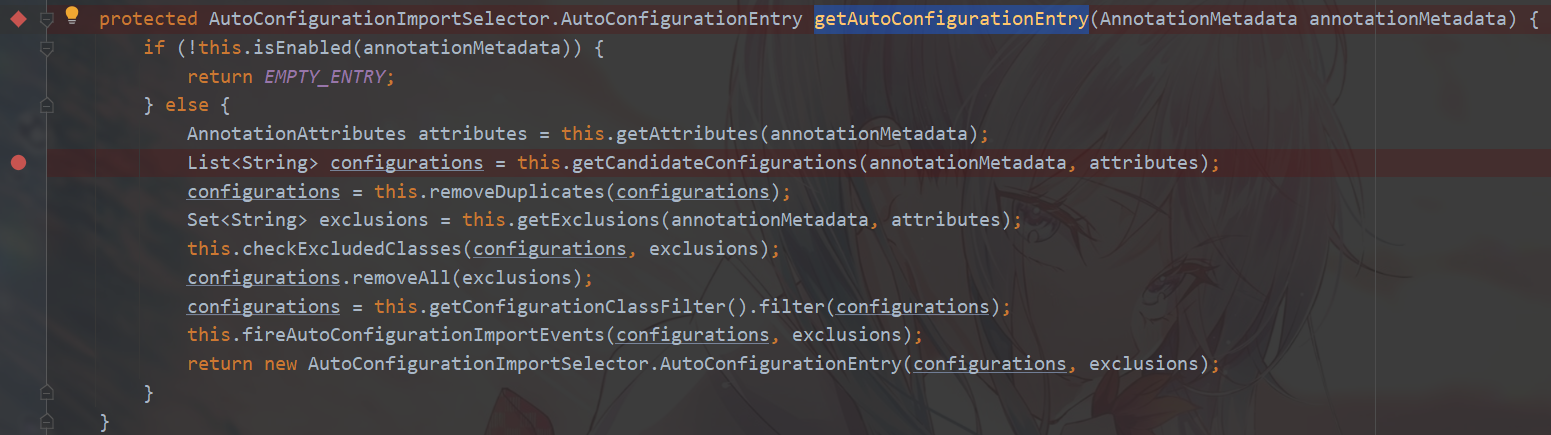 protected AutoConfigurationImportSelector.AutoConfigurationEntry getAutoConfigurationEntry(AnnotationMetadata annotationMetadata) {
if (!this.isEnabled(annotationMetadata)) {
return EMPTY_ENTRY;
} else {
AnnotationAttributes attributes = this.getAttributes(annotationMetadata);
List<String> configurations = this.getCandidateConfigurations(annotationMetadata, attributes);
configurations = this.removeDuplicates(configurations);
Set<String> exclusions = this.getExclusions(annotationMetadata, attributes);
this.checkExcludedClasses(configurations, exclusions);
configurations.removeAll(exclusions);
configurations = this.getConfigurationClassFilter().filter(configurations);
this.fireAutoConfigurationImportEvents(configurations, exclusions);
return new AutoConfigurationImportSelector.AutoConfigurationEntry(configurations, exclusions);
}
}